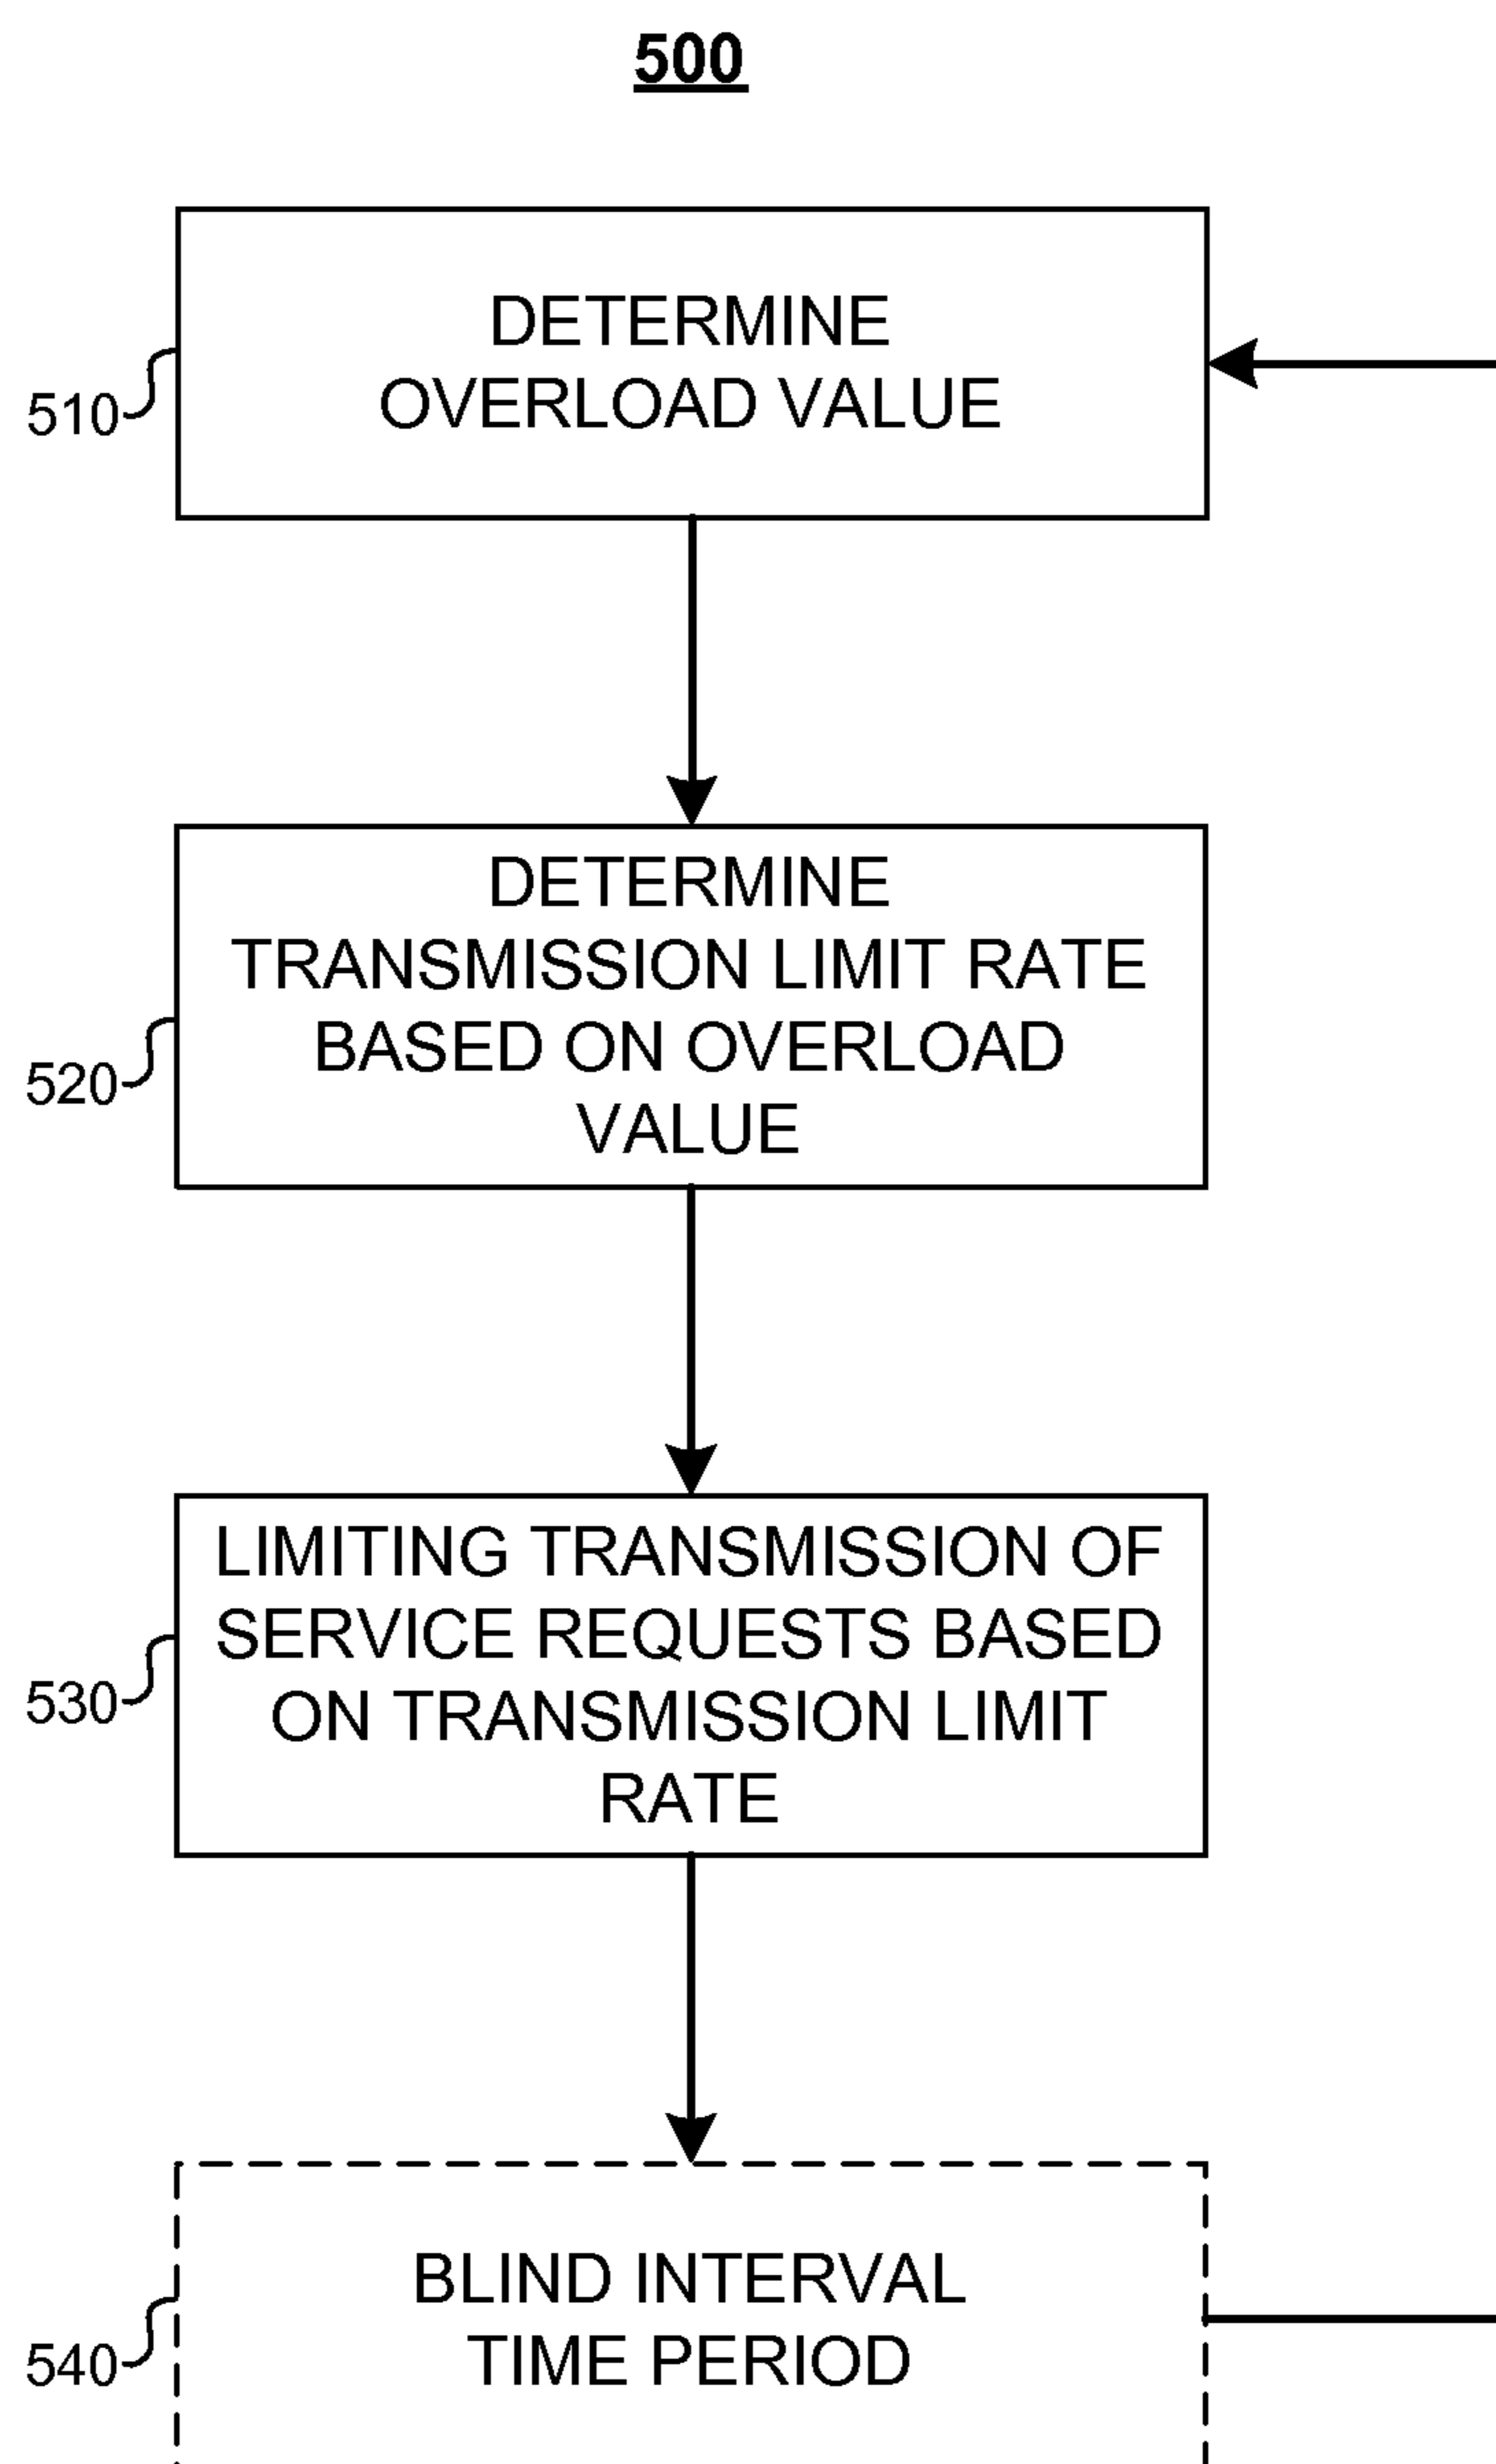 500
DETERMINE
OVERLOAD VALUE
510
DETERMINE
TRANSMISSION LIMIT RATE
BASED ON OVERLOAD
VALUE
520
LIMITING TRANSMISSION OF
SERVICE REQUESTS BASED
ON TRANSMISSION LIMIT
RATE
530
BLIND INTERVAL
TIME PERIOD
540